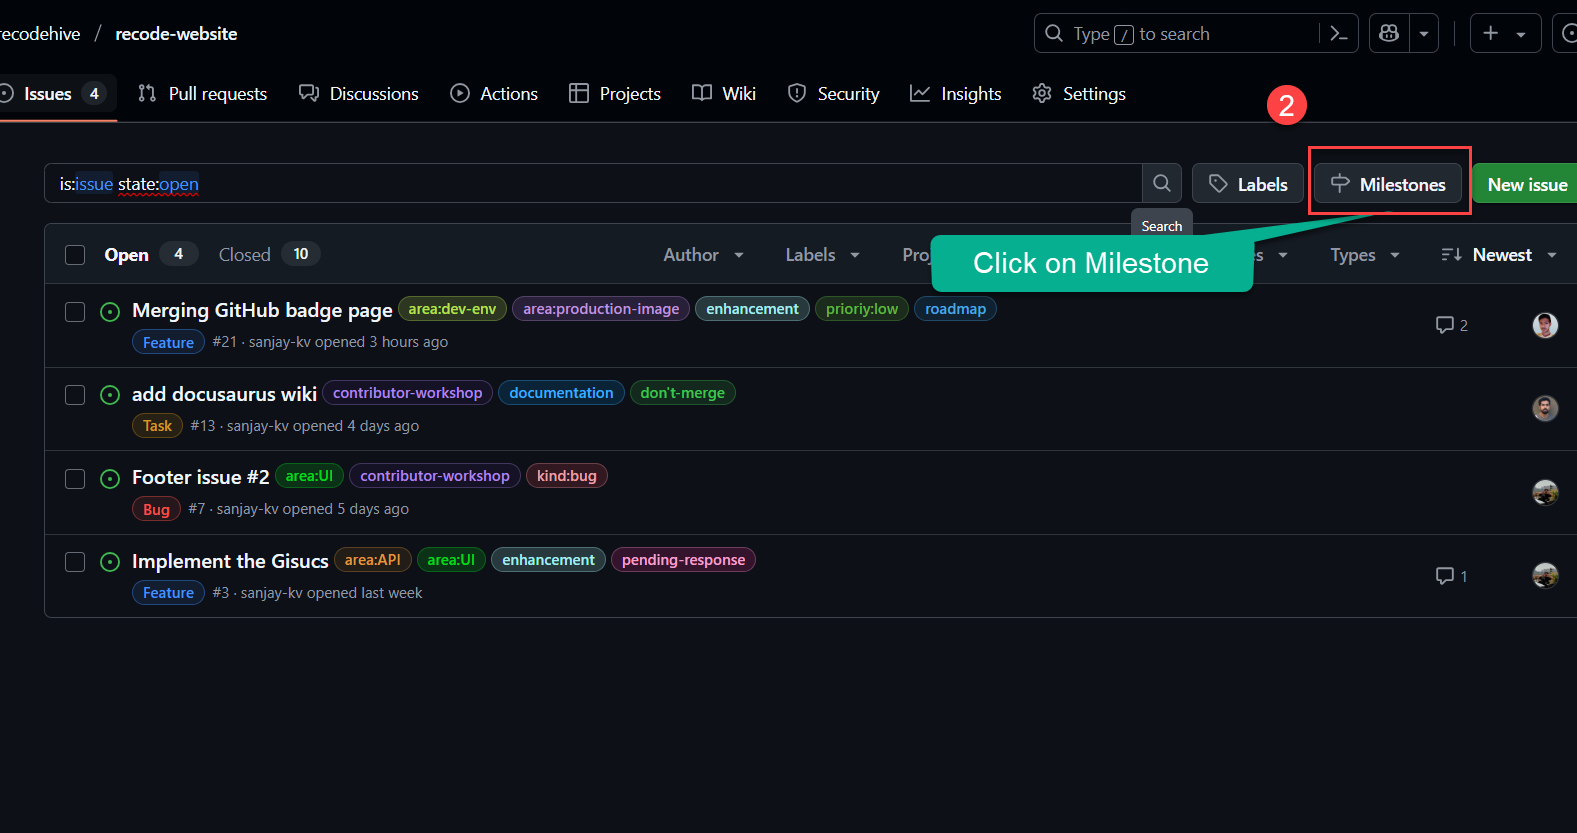 recodehive / recode-website
Type / to search
Issues 4 Pull requests Discussions Actions Projects Wiki Security Insights Settings
2
is:issue state:open
Labels Milestones New issue
Search
Open 4 Closed 10 Author Labels Types Newest
Click on Milestone
Merging GitHub badge page area:dev-env area:production-image enhancement prioriy:low roadmap
Feature #21 · sanjay-kv opened 3 hours ago
2
add docusaurus wiki contributor-workshop documentation don't-merge
Task #13 · sanjay-kv opened 4 days ago
Footer issue #2 area:UI contributor-workshop kind:bug
Bug #7 · sanjay-kv opened 5 days ago
Implement the Gisucs area:API area:UI enhancement pending-response
Feature #3 · sanjay-kv opened last week
1